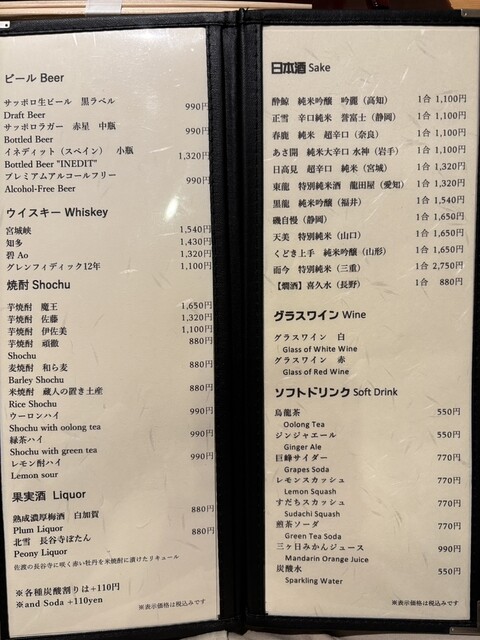 ビール Beer
サッポロ生ビール 黒ラベル 990円
Draft Beer
サッポロラガー 赤星 中瓶 990円
Bottled Beer
イネディット（スペイン） 小瓶 1,320円
Bottled Beer "INEDIT"
プレミアムアルコールフリー 990円
Alcohol-Free Beer
ウイスキー Whiskey
宮城峡 1,540円
知多 1,430円
碧 Ao 1,320円
グレンフィディック12年 1,100円
焼酎 Shochu
芋焼酎 魔王 1,650円
芋焼酎 佐藤 1,320円
芋焼酎 伊佐美 1,100円
芋焼酎 頑徹 880円
Shochu
麦焼酎 和ら麦 880円
Barley Shochu
米焼酎 蔵人の置き土産 880円
Rice Shochu
ウーロンハイ 990円
Shochu with oolong tea
緑茶ハイ 990円
Shochu with green tea
レモン酎ハイ 990円
Lemon sour
果実酒 Liquor
熟成濃厚梅酒 白加賀 880円
Plum Liquor
北雪 長谷寺ぼたん 880円
Peony Liquor
佐渡の長谷寺に咲く赤い牡丹を米焼酎に漬けたリキュール
※各種炭酸割りは+110円
※and Soda +110yen
日本酒 Sake
酔鯨 純米吟醸 吟麗（高知） 1合 1,100円
正雪 辛口純米 誉富士（静岡） 1合 1,100円
春鹿 純米 超辛口（奈良） 1合 1,100円
あさ開 純米大辛口 水神（岩手） 1合 1,100円
日高見 超辛口 純米（宮城） 1合 1,320円
東龍 特別純米酒 龍田屋（愛知） 1合 1,320円
黒龍 純米吟醸（福井） 1合 1,540円
磯自慢（静岡） 1合 1,650円
天美 特別純米（山口） 1合 1,650円
くどき上手 純米吟醸（山形） 1合 1,650円
而今 特別純米（三重） 1合 2,750円
【燗酒】喜久水（長野） 1合 880円
グラスワイン Wine
グラスワイン 白
Glass of White Wine
グラスワイン 赤
Glass of Red Wine
ソフトドリンク Soft Drink
烏龍茶 550円
Oolong Tea
ジンジャエール 550円
Ginger Ale
巨峰サイダー 770円
Grapes Soda
レモンスカッシュ 770円
Lemon Squash
すだちスカッシュ 770円
Sudachi Squash
煎茶ソーダ 770円
Green Tea Soda
三ヶ日みかんジュース 990円
Mandarin Orange Juice
炭酸水 550円
Sparkling Water
※表示価格は税込みです
※表示価格は税込みです